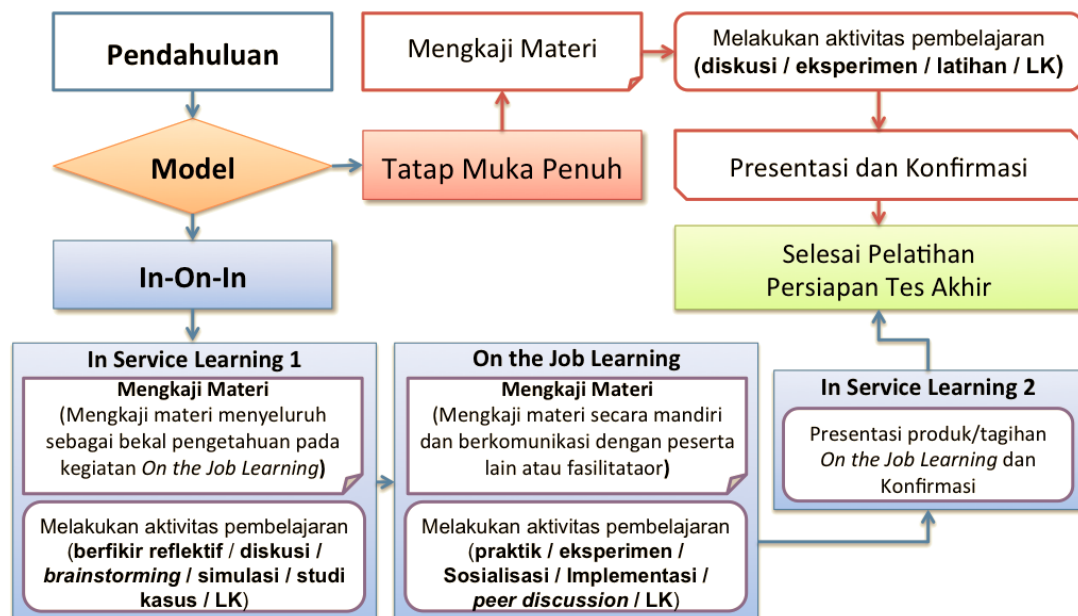 Pendahuluan
Model
Tatap Muka Penuh
Mengkaji Materi
Melakukan aktivitas pembelajaran
(diskusi / eksperimen / latihan / LK)
Presentasi dan Konfirmasi
Selesai Pelatihan
Persiapan Tes Akhir
In-On-In
In Service Learning 1
Mengkaji Materi
(Mengkaji materi menyeluruh
sebagai bekal pengetahuan pada
kegiatan On the Job Learning)
Melakukan aktivitas pembelajaran
(berfikir reflektif / diskusi /
brainstorming / simulasi / studi
kasus / LK)
On the Job Learning
Mengkaji Materi
(Mengkaji materi secara mandiri
dan berkomunikasi dengan peserta
lain atau fasilitataor)
Melakukan aktivitas pembelajaran
(praktik / eksperimen /
Sosialisasi / Implementasi /
peer discussion / LK)
In Service Learning 2
Presentasi produk/tagihan
On the Job Learning dan
Konfirmasi